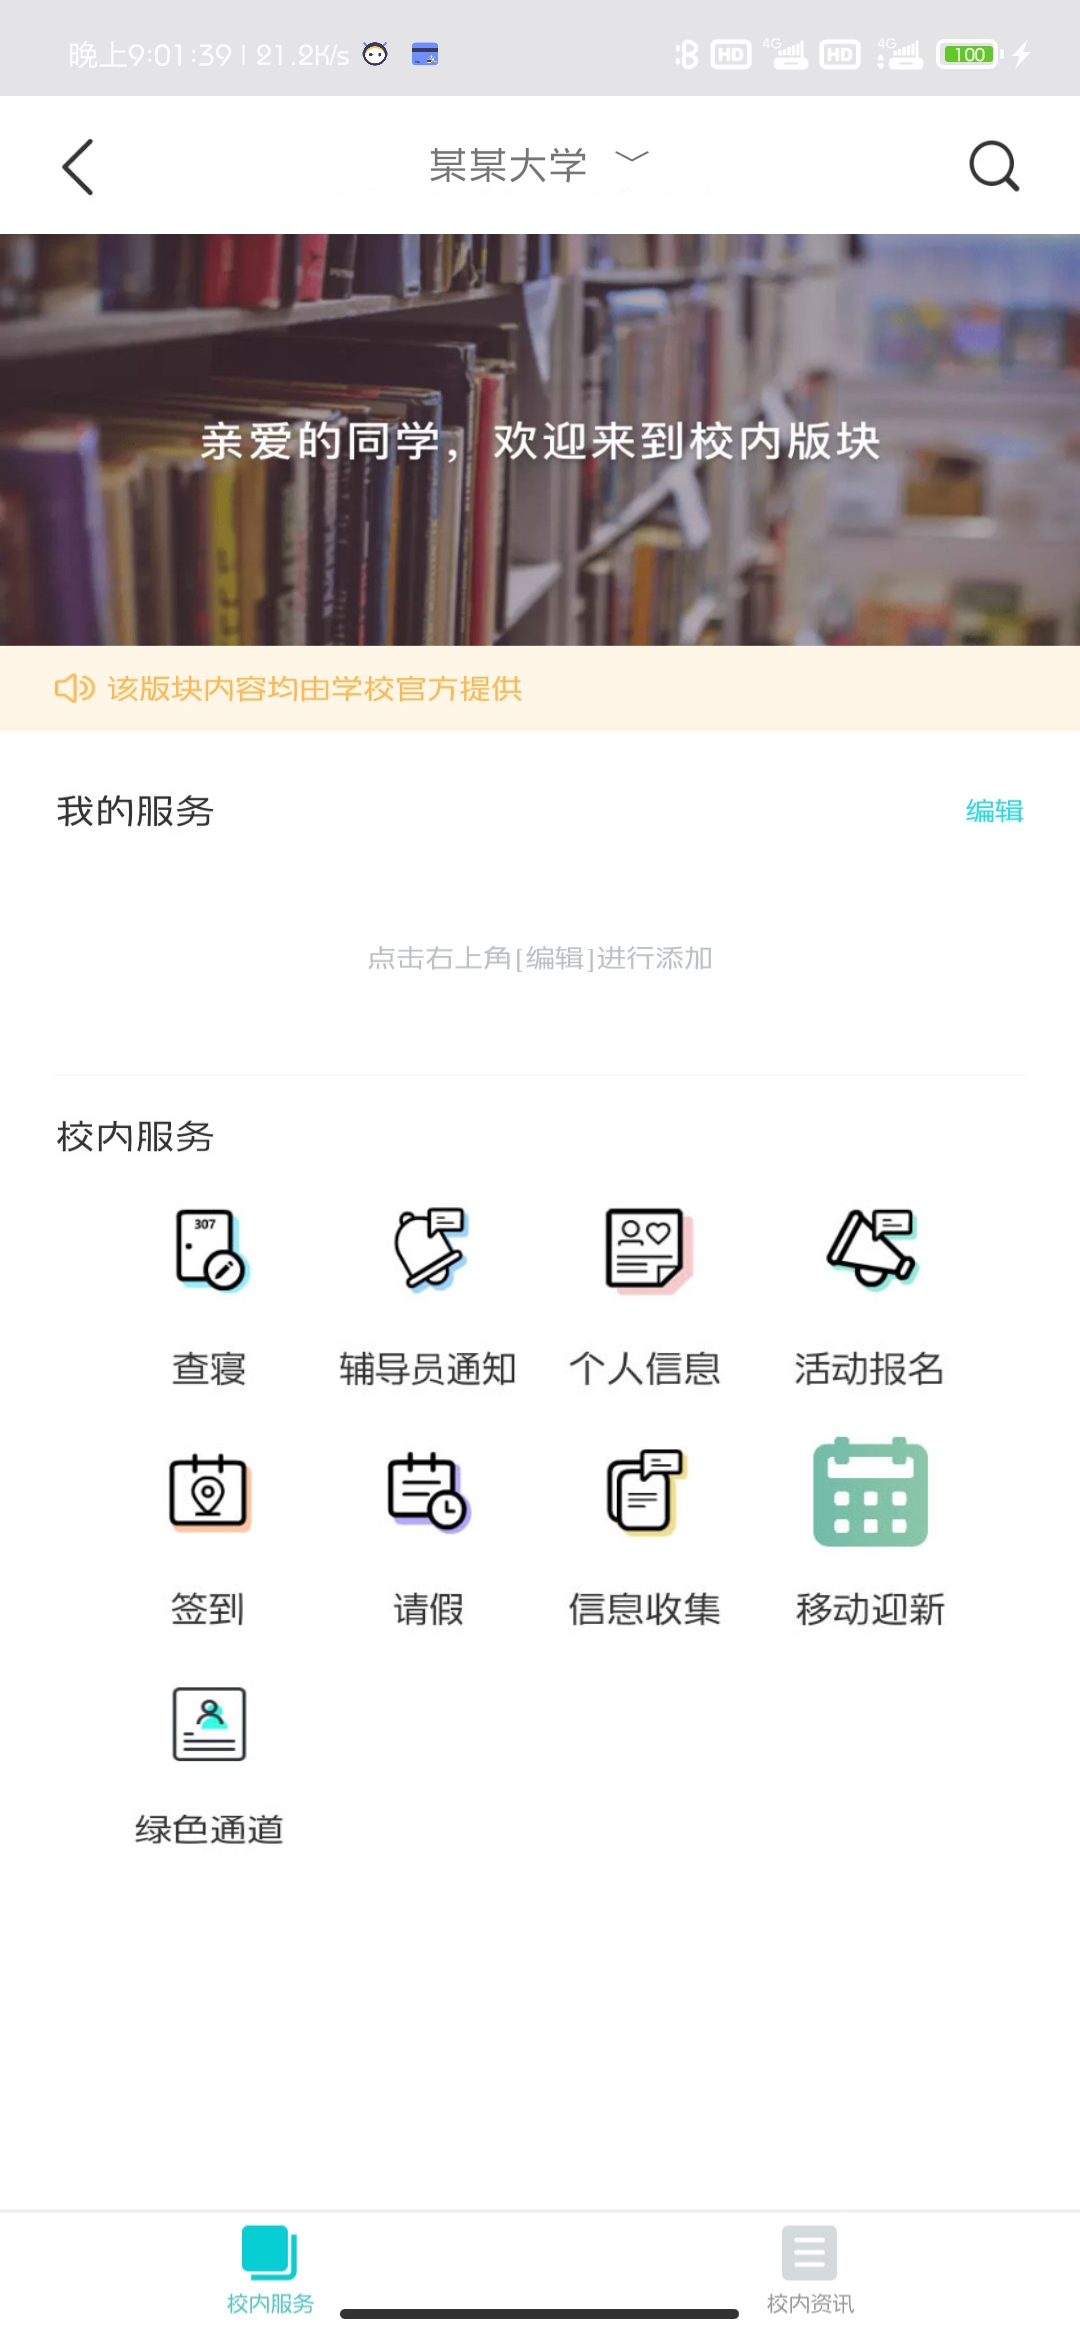 晚上9:01:39 | 21.2K/s HD 4G HD 4G 100
某某大学
亲爱的同学，欢迎来到校内版块
该版块内容均由学校官方提供
我的服务 编辑
点击右上角[编辑]进行添加
校内服务
307
查寝 辅导员通知 个人信息 活动报名
签到 请假 信息收集 移动迎新
绿色通道
校内服务 校内资讯